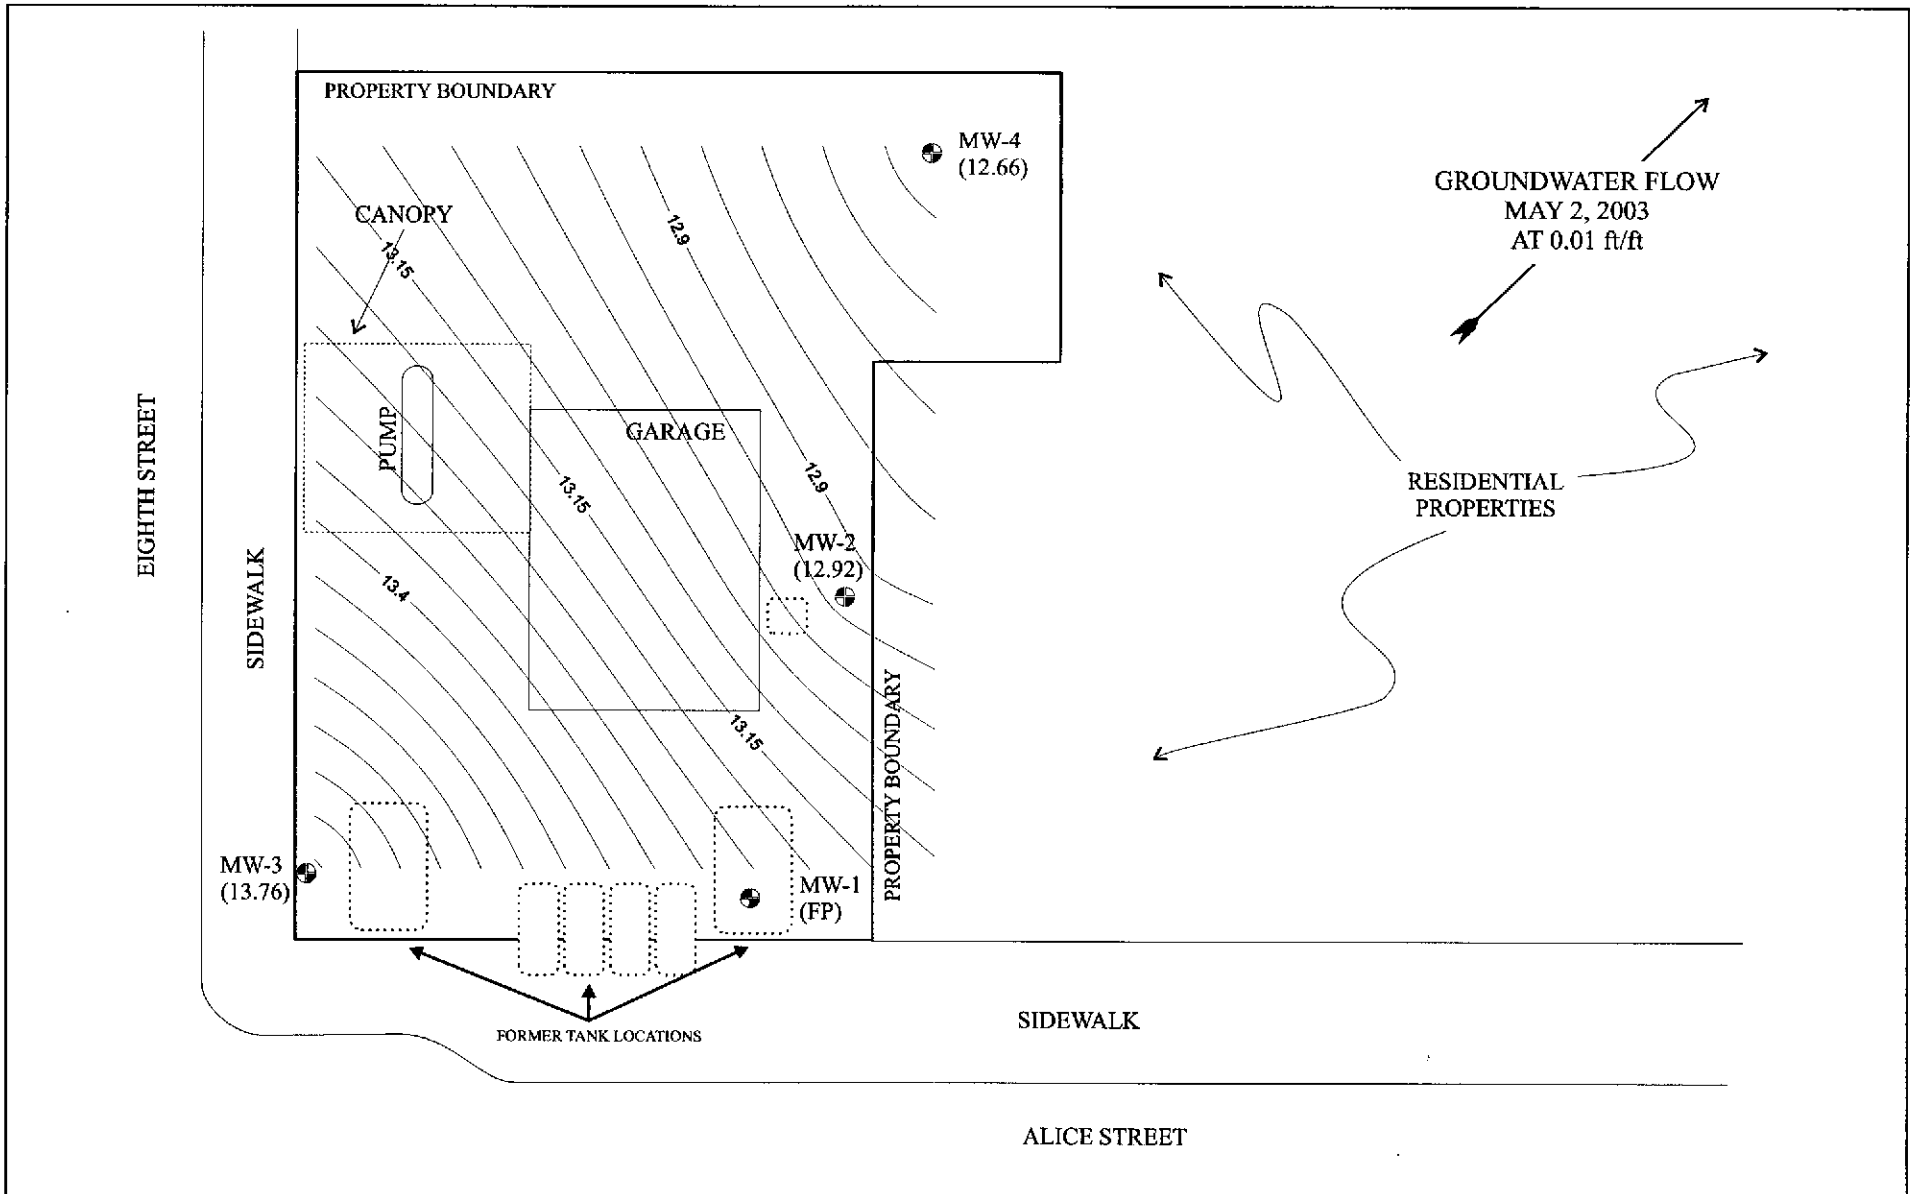 PROPERTY BOUNDARY
MW-4
(12.66)
GROUNDWATER FLOW
MAY 2, 2003
AT 0.01 ft/ft
CANOPY
12.9
13.15
EIGHTH STREET
SIDEWALK
PUMP
GARAGE
12.9
13.15
RESIDENTIAL
PROPERTIES
MW-2
(12.92)
13.4
13.15
PROPERTY BOUNDARY
MW-3
(13.76)
MW-1
(FP)
FORMER TANK LOCATIONS
SIDEWALK
ALICE STREET